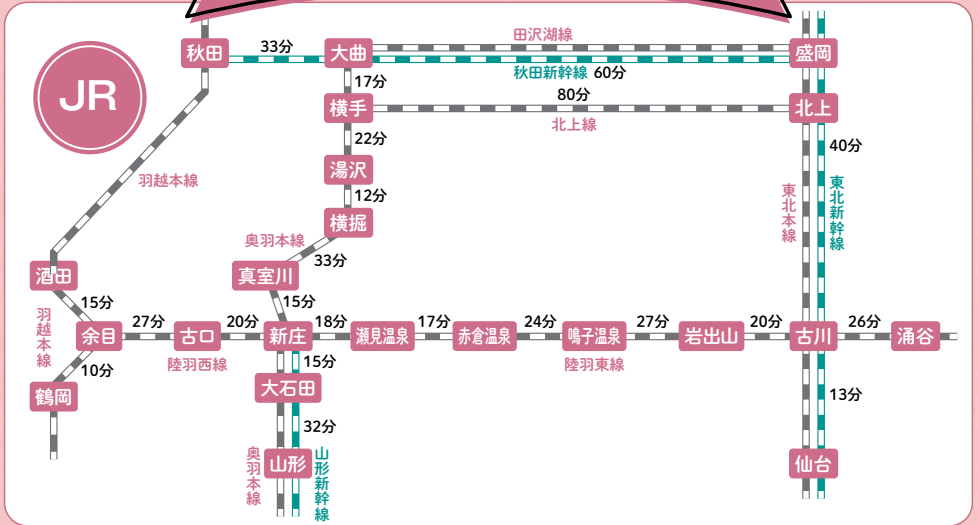 JR
秋田
33分
大曲
田沢湖線
秋田新幹線 60分
盛岡
17分
横手
80分
北上線
北上
22分
湯沢
12分
横堀
奥羽本線
33分
真室川
15分
羽越本線
酒田
15分
羽越本線
余目
27分
古口
20分
新庄
18分
瀬見温泉
17分
赤倉温泉
24分
鳴子温泉
27分
岩出山
20分
古川
26分
涌谷
陸羽西線
陸羽東線
10分
鶴岡
15分
大石田
32分
奥羽本線
山形
山形新幹線
40分
東北本線
東北新幹線
13分
仙台